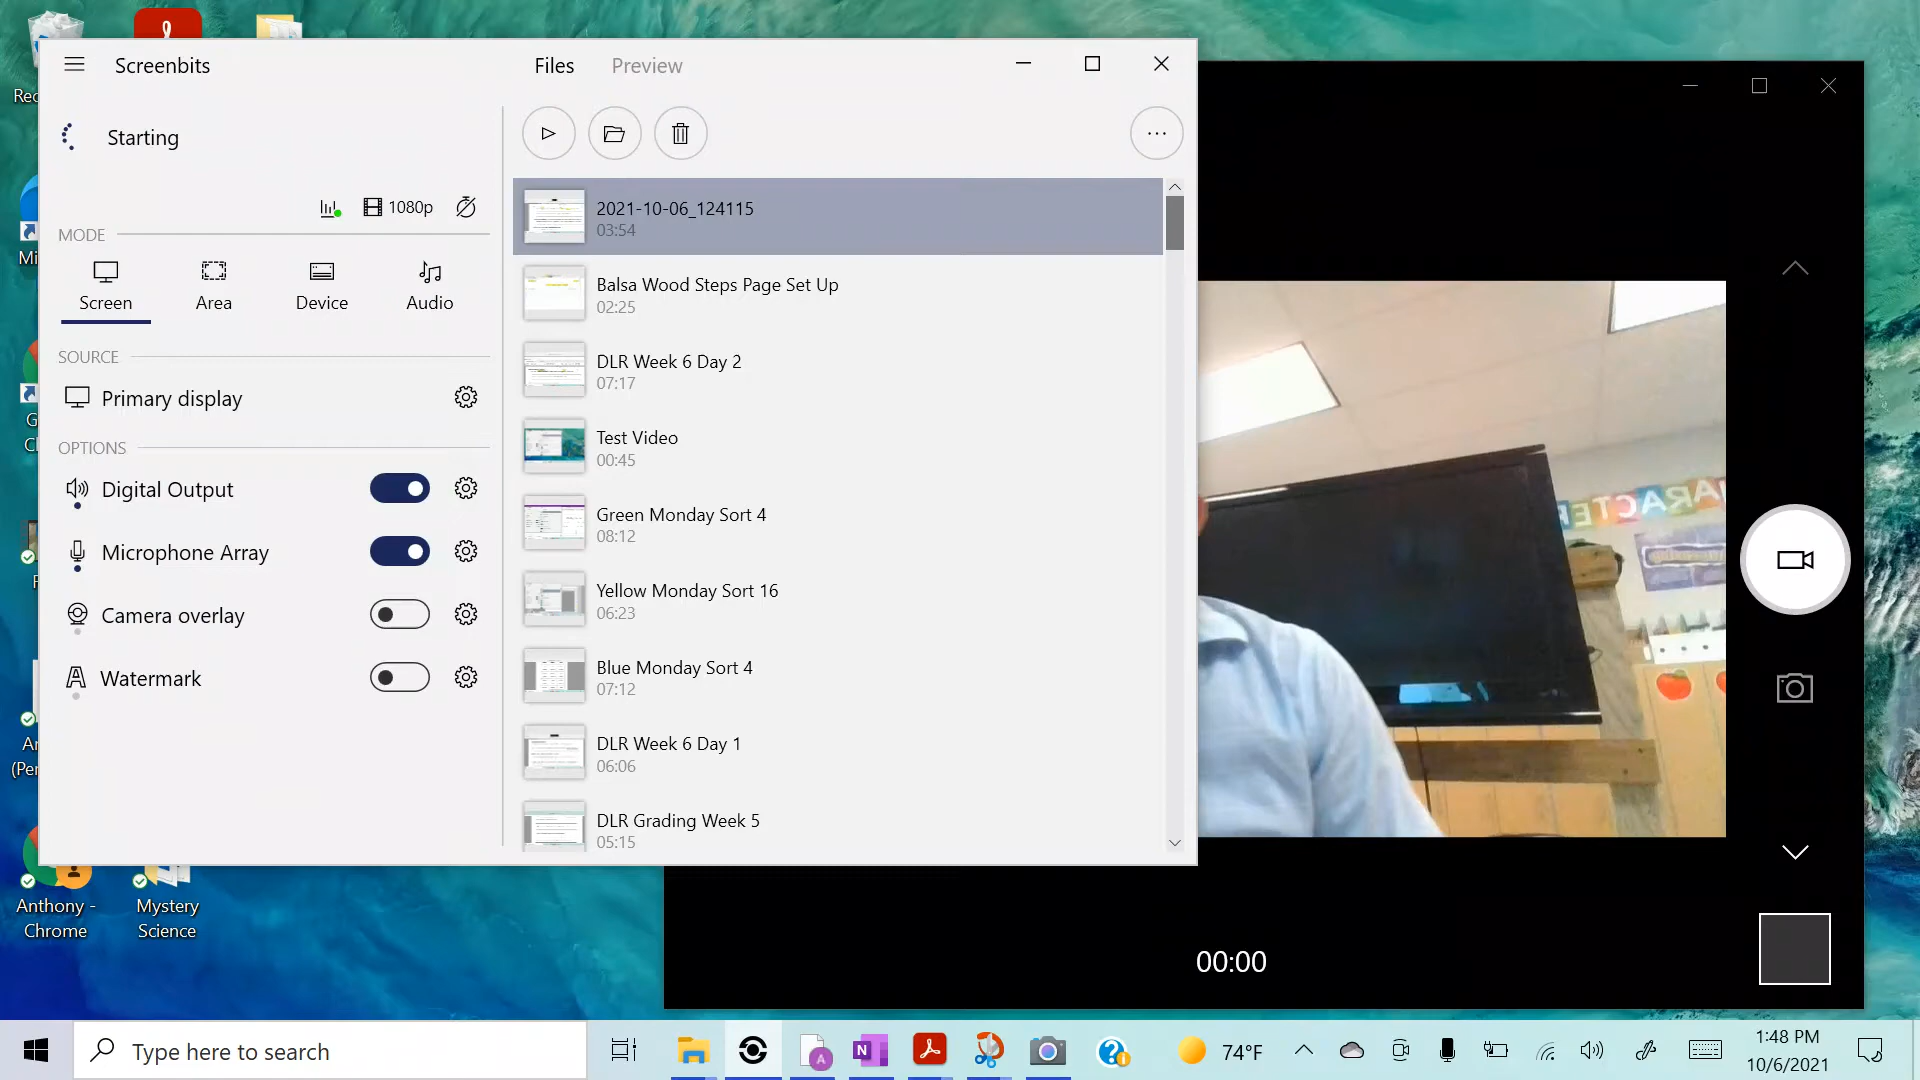 Screenbits
Files
Preview
Starting
1080p
MODE
Screen
Area
Device
Audio
SOURCE
Primary display
OPTIONS
Digital Output
Microphone Array
Camera overlay
Watermark
2021-10-06_124115
03:54
Balsa Wood Steps Page Set Up
02:25
DLR Week 6 Day 2
07:17
Test Video
00:45
Green Monday Sort 4
08:12
Yellow Monday Sort 16
06:23
Blue Monday Sort 4
07:12
DLR Week 6 Day 1
06:06
DLR Grading Week 5
05:15
00:00
Anthony -
Chrome
Mystery
Science
Type here to search
74°F
1:48 PM
10/6/2021